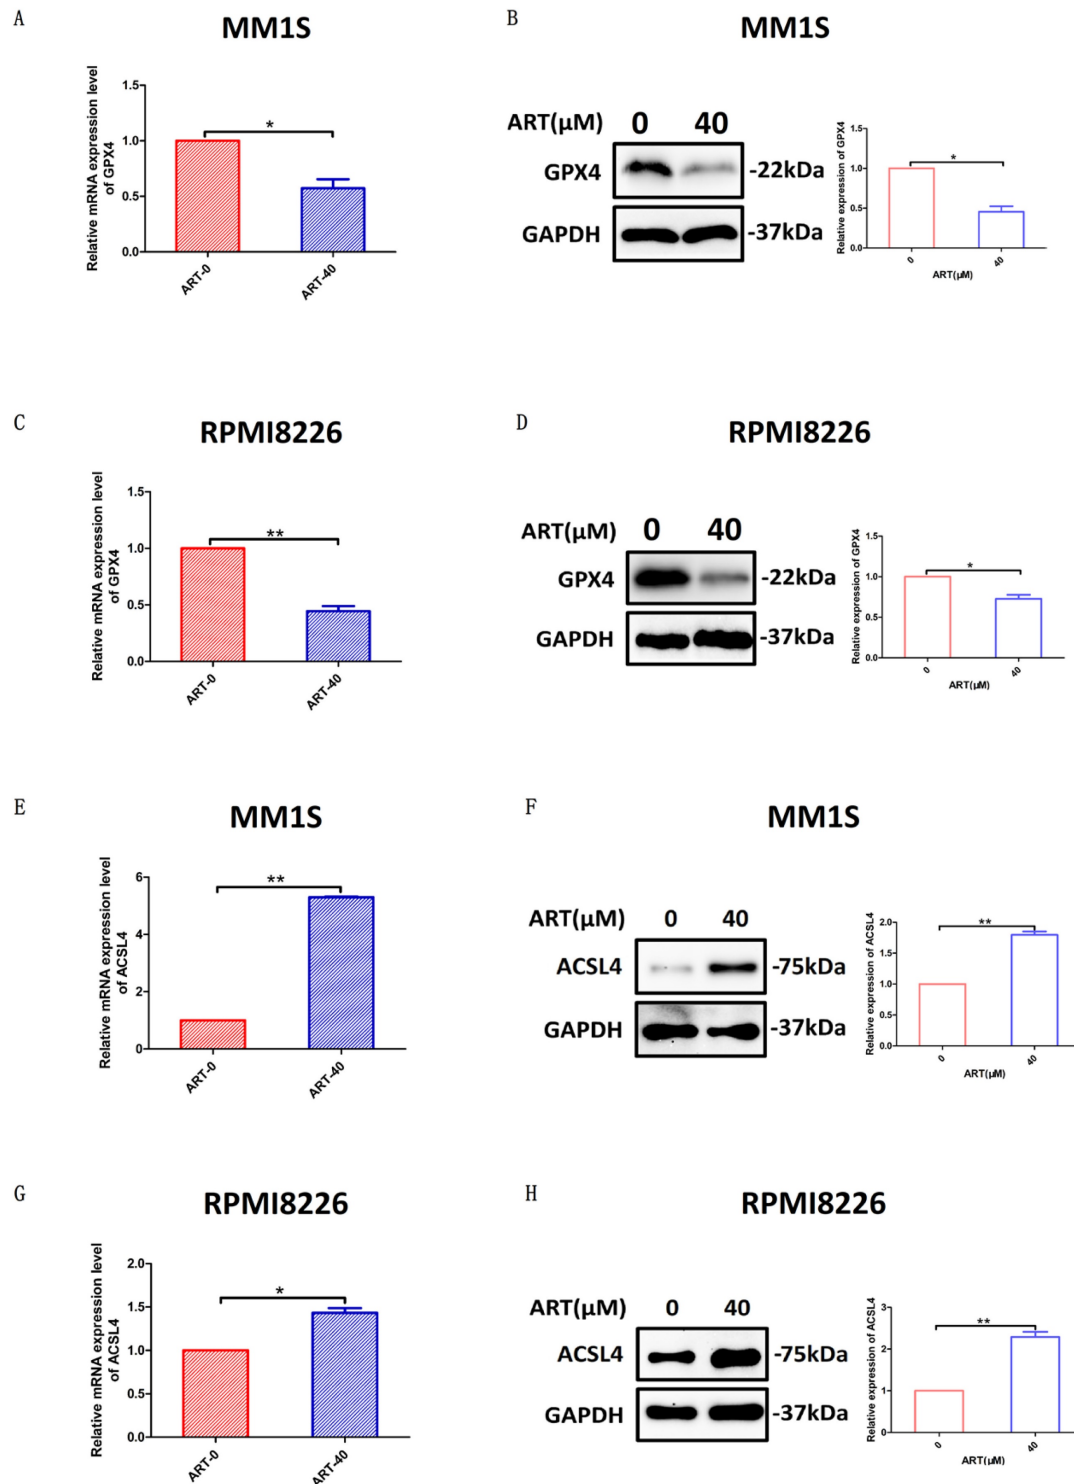 A
MM1S
Relative mRNA expression level
of GPX4
1.5
1.0
0.5
0.0
*
ART-0
ART-40
B
MM1S
ART(μM) 0 40
GPX4 -22kDa
GAPDH -37kDa
Relative expression of GPX4
1.5
1.0
0.5
0.0
*
0
40
ART(μM)
C
RPMI8226
Relative mRNA expression level
of GPX4
1.5
1.0
0.5
0.0
**
ART-0
ART-40
D
RPMI8226
ART(μM) 0 40
GPX4 -22kDa
GAPDH -37kDa
Relative expression of GPX4
1.5
1.0
0.5
0.0
*
0
40
ART(μM)
E
MM1S
Relative mRNA expression level
of ACSL4
6
4
2
0
**
ART-0
ART-40
F
MM1S
ART(μM) 0 40
ACSL4 -75kDa
GAPDH -37kDa
Relative expression of ACSL4
2.0
1.5
1.0
0.5
0.0
**
0
40
ART(μM)
G
RPMI8226
Relative mRNA expression level
of ACSL4
2.0
1.5
1.0
0.5
0.0
*
ART-0
ART-40
H
RPMI8226
ART(μM) 0 40
ACSL4 -75kDa
GAPDH -37kDa
Relative expression of ACSL4
3
2
1
0
**
0
40
ART(μM)